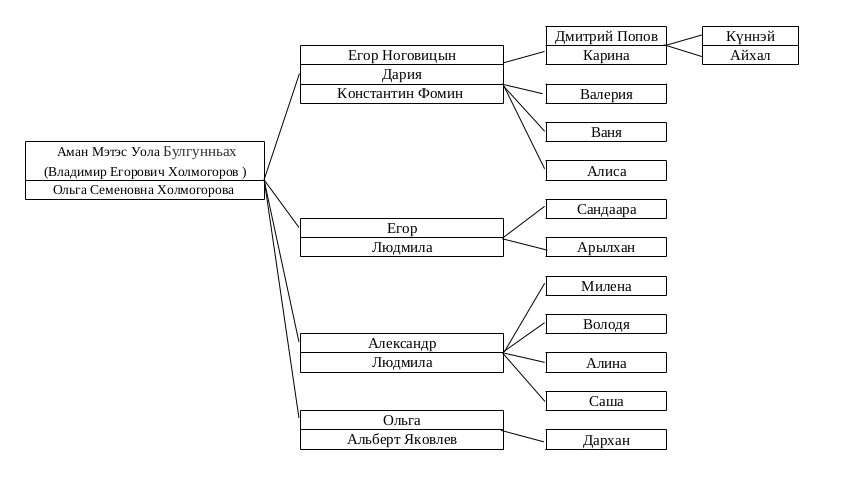 Аман Мэтэс Уола Булгунньах
(Владимир Егорович Холмогоров )
Ольга Семеновна Холмогорова
Егор Ноговицын
Дария
Константин Фомин
Дмитрий Попов
Карина
Күннэй
Айхал
Валерия
Ваня
Алиса
Егор
Людмила
Сандаара
Арылхан
Александр
Людмила
Милена
Володя
Алина
Саша
Ольга
Альберт Яковлев
Дархан